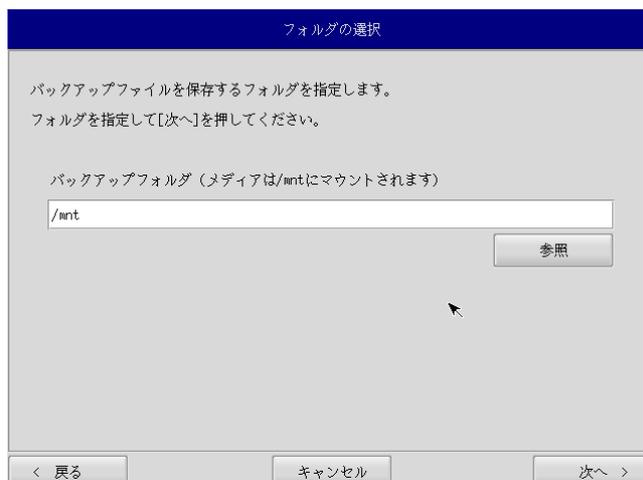 フォルダの選択
バックアップファイルを保存するフォルダを指定します。
フォルダを指定して[次へ]を押してください。
バックアップフォルダ（メディアは/mntにマウントされます）
/mnt
参照
< 戻る
キャンセル
次へ >